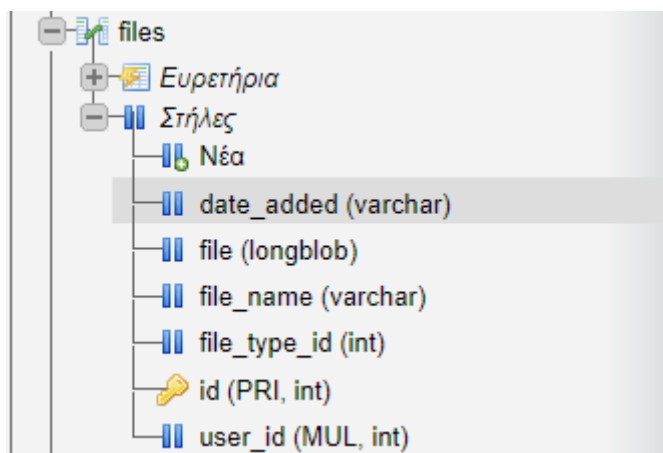 files
Ευρετήρια
Στήλες
Νέα
date_added (varchar)
file (longblob)
file_name (varchar)
file_type_id (int)
id (PRI, int)
user_id (MUL, int)